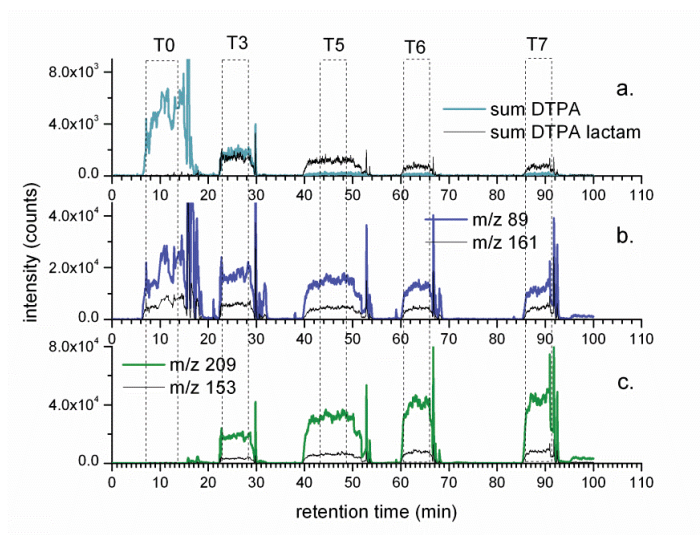 T0 T3 T5 T6 T7
a.
8.0x10³
4.0x10³
0.0
sum DTPA
sum DTPA lactam
0 10 20 30 40 50 60 70 80 90 100 110
b.
4.0x10⁴
2.0x10⁴
0.0
m/z 89
m/z 161
0 10 20 30 40 50 60 70 80 90 100 110
c.
8.0x10⁴
4.0x10⁴
0.0
m/z 209
m/z 153
0 10 20 30 40 50 60 70 80 90 100 110
intensity (counts)
retention time (min)